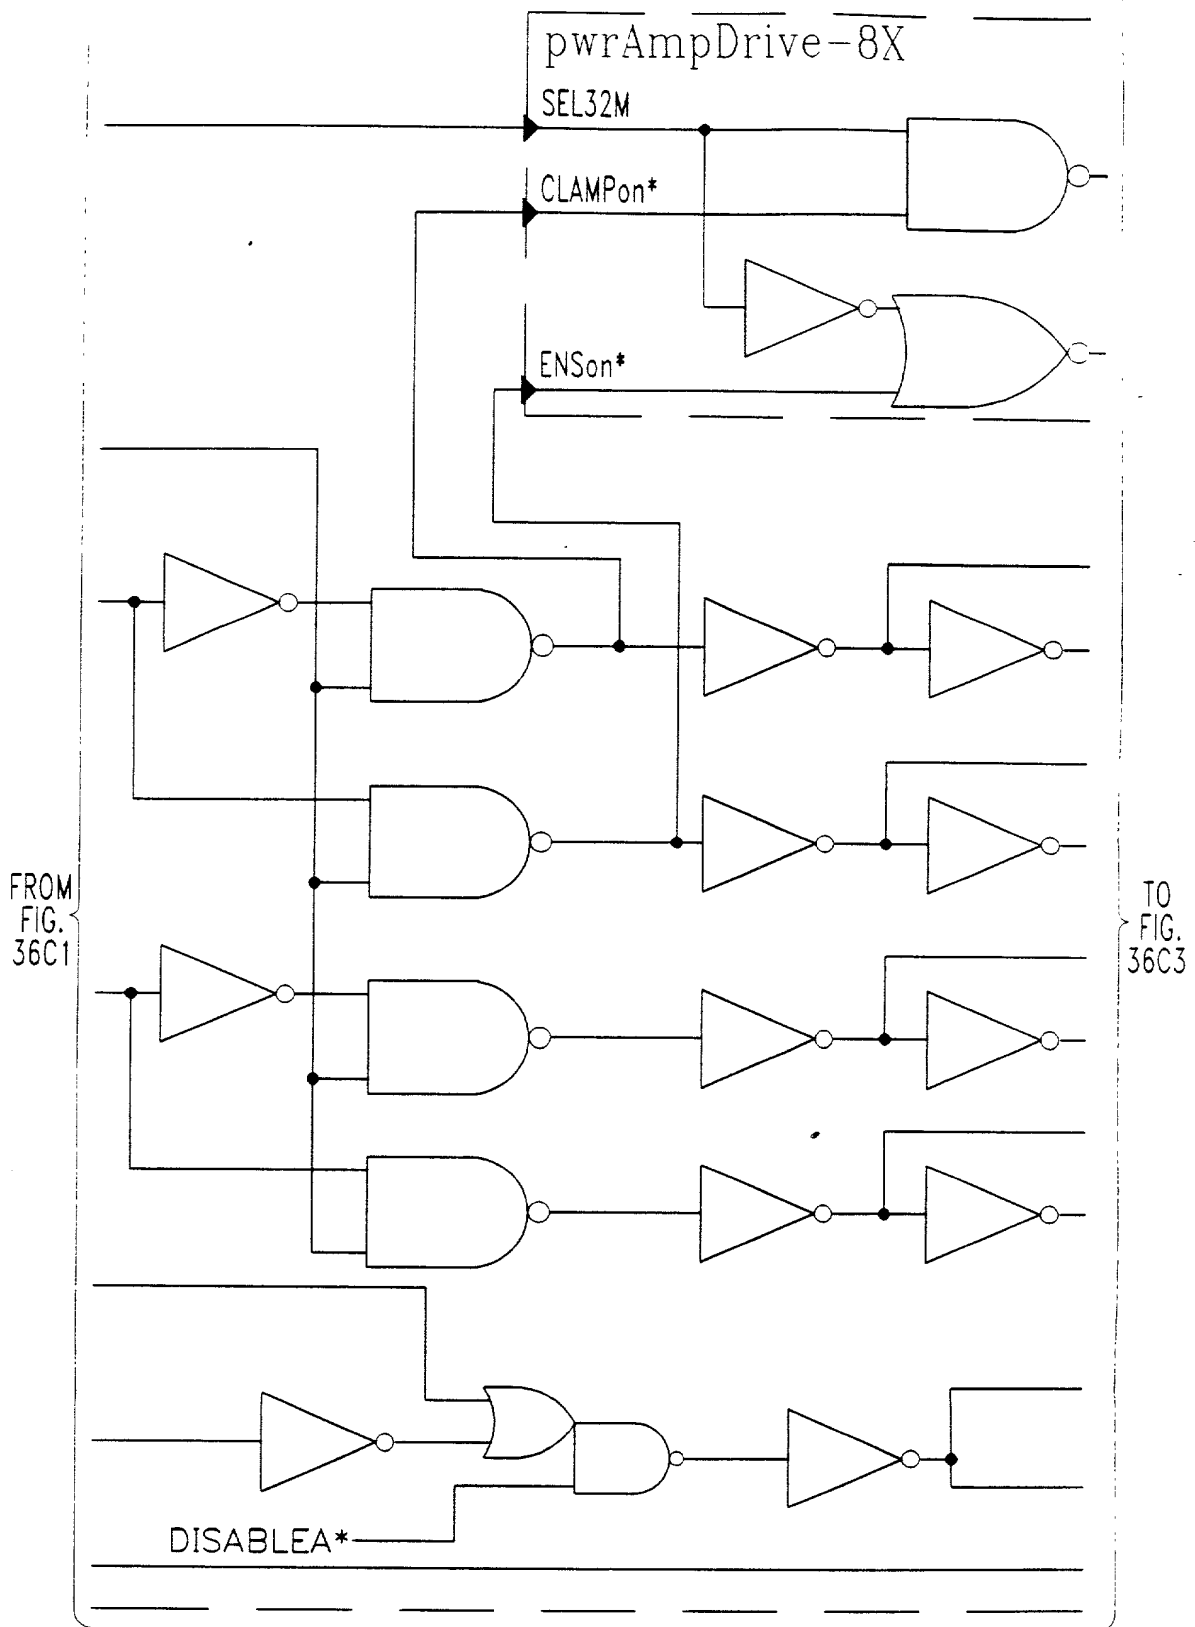 pwrAmpDrive-8X
SEL32M
CLAMPon*
ENSon*
FROM
FIG.
36C1
TO
FIG.
36C3
DISABLEA*